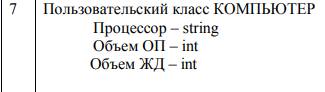 7 Пользовательский класс КОМПЬЮТЕР
Процессор – string
Объем ОП – int
Объем ЖД – int